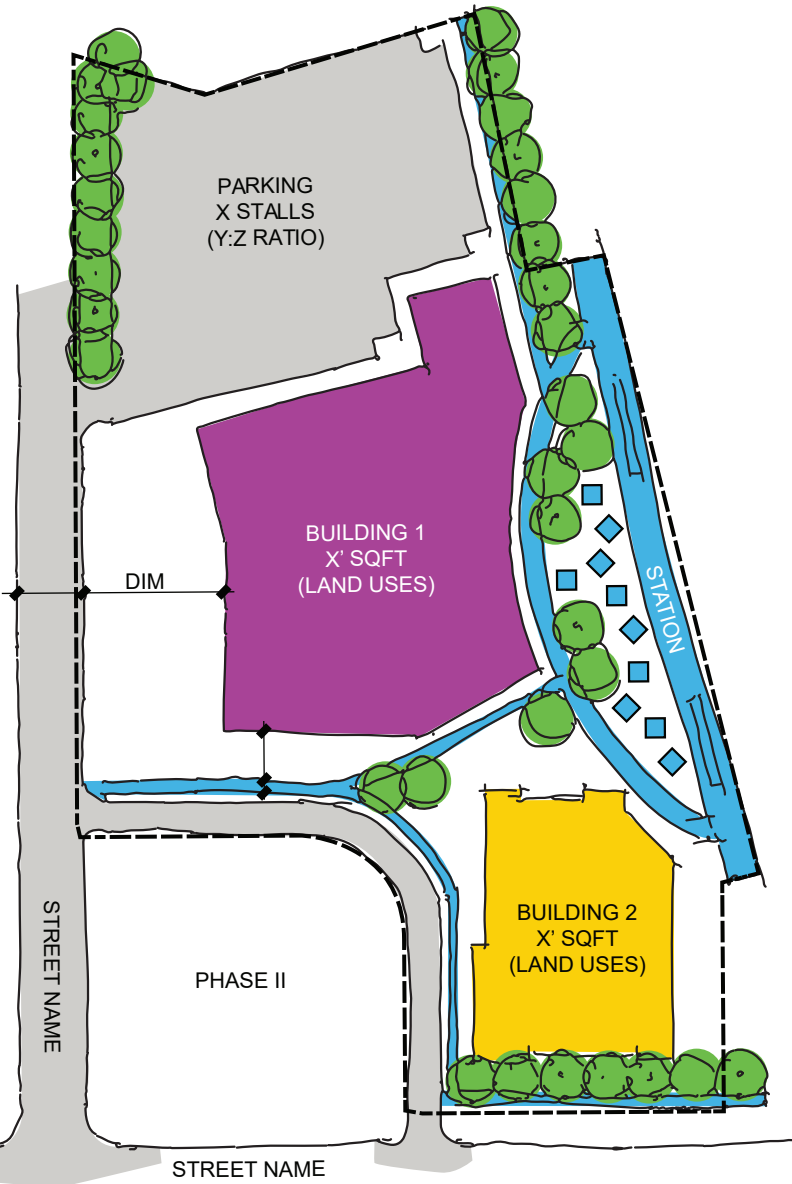 PARKING
X STALLS
(Y:Z RATIO)
BUILDING 1
X' SQFT
(LAND USES)
DIM
STATION
BUILDING 2
X' SQFT
(LAND USES)
STREET NAME
PHASE II
STREET NAME